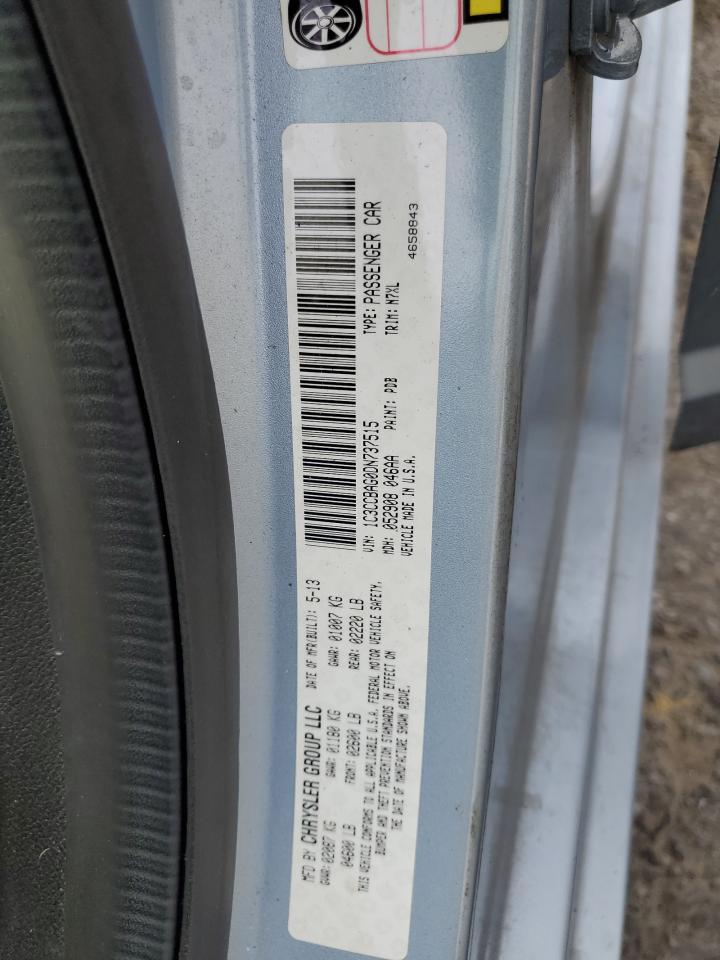 MFD BY CHRYSLER GROUP LLC DATE OF MFR(BUILT): 5-13
GVWR: 02087 KG GAWR: 01180 KG GAWR: 01007 KG
04600 LB FRONT: 02600 LB REAR: 02220 LB
THIS VEHICLE CONFORMS TO ALL APPLICABLE U.S.A. FEDERAL MOTOR VEHICLE SAFETY,
BUMPER AND THEFT PREVENTION STANDARDS IN EFFECT ON
THE DATE OF MANUFACTURE SHOWN ABOVE.
VIN: 1C3CCBAG0DN737515 TYPE: PASSENGER CAR
MDH: 052908 046AA PAINT: PDB TRIM: N7XL
VEHICLE MADE IN U.S.A. 4658843